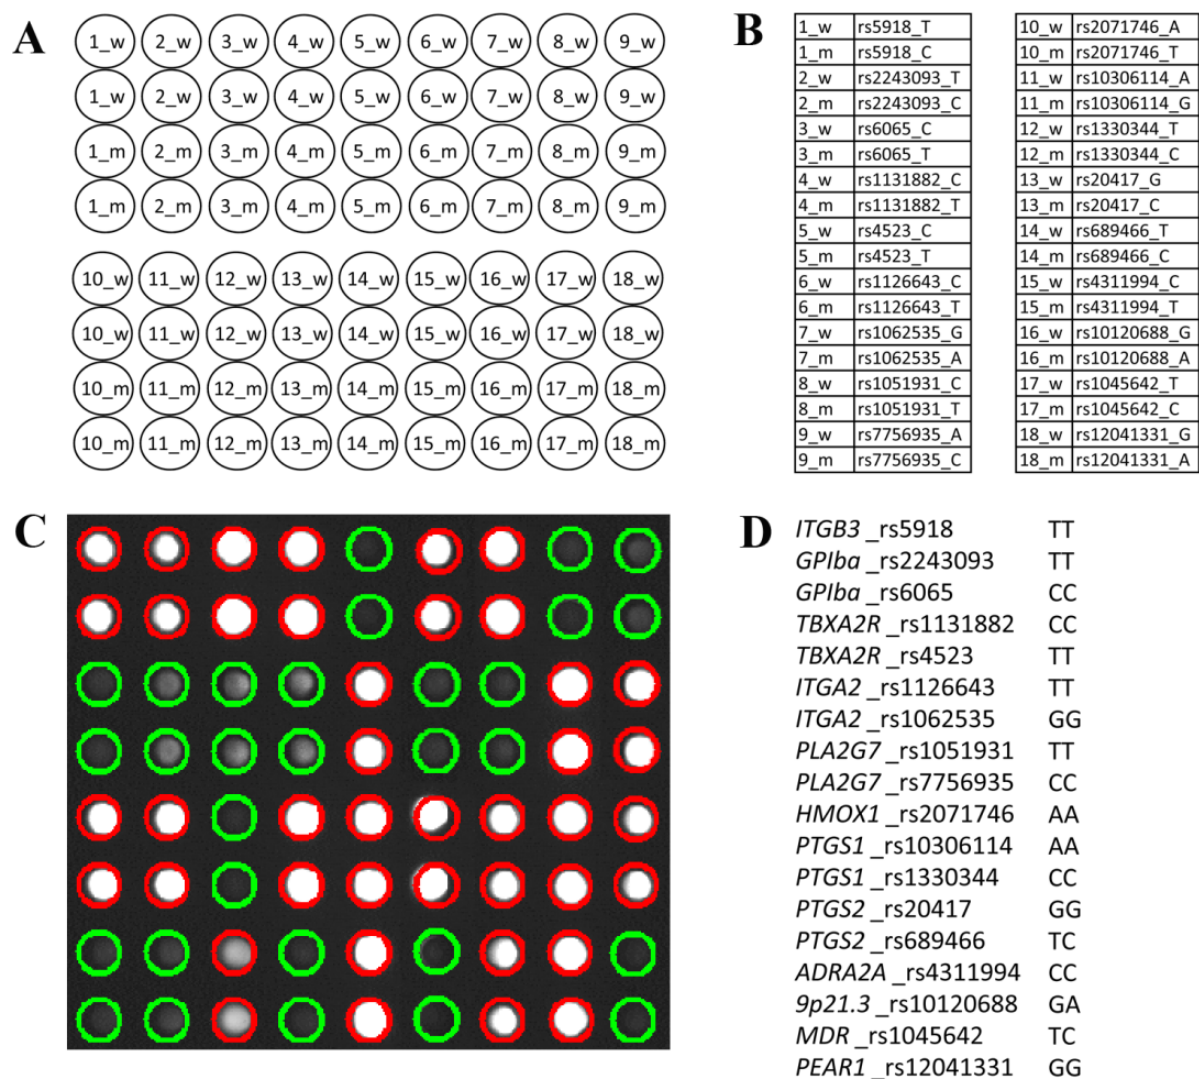 A
1_w 2_w 3_w 4_w 5_w 6_w 7_w 8_w 9_w
1_w 2_w 3_w 4_w 5_w 6_w 7_w 8_w 9_w
1_m 2_m 3_m 4_m 5_m 6_m 7_m 8_m 9_m
1_m 2_m 3_m 4_m 5_m 6_m 7_m 8_m 9_m
10_w 11_w 12_w 13_w 14_w 15_w 16_w 17_w 18_w
10_w 11_w 12_w 13_w 14_w 15_w 16_w 17_w 18_w
10_m 11_m 12_m 13_m 14_m 15_m 16_m 17_m 18_m
10_m 11_m 12_m 13_m 14_m 15_m 16_m 17_m 18_m
B
1_w rs5918_T
1_m rs5918_C
2_w rs2243093_T
2_m rs2243093_C
3_w rs6065_C
3_m rs6065_T
4_w rs1131882_C
4_m rs1131882_T
5_w rs4523_C
5_m rs4523_T
6_w rs1126643_C
6_m rs1126643_T
7_w rs1062535_G
7_m rs1062535_A
8_w rs1051931_C
8_m rs1051931_T
9_w rs7756935_A
9_m rs7756935_C
10_w rs2071746_A
10_m rs2071746_T
11_w rs10306114_A
11_m rs10306114_G
12_w rs1330344_T
12_m rs1330344_C
13_w rs20417_G
13_m rs20417_C
14_w rs689466_T
14_m rs689466_C
15_w rs4311994_C
15_m rs4311994_T
16_w rs10120688_G
16_m rs10120688_A
17_w rs1045642_T
17_m rs1045642_C
18_w rs12041331_G
18_m rs12041331_A
C
D
ITGB3 _rs5918 TT
GPIba _rs2243093 TT
GPIba _rs6065 CC
TBXA2R _rs1131882 CC
TBXA2R _rs4523 TT
ITGA2 _rs1126643 TT
ITGA2 _rs1062535 GG
PLA2G7 _rs1051931 TT
PLA2G7 _rs7756935 CC
HMOX1 _rs2071746 AA
PTGS1 _rs10306114 AA
PTGS1 _rs1330344 CC
PTGS2 _rs20417 GG
PTGS2 _rs689466 TC
ADRA2A _rs4311994 CC
9p21.3 _rs10120688 GA
MDR _rs1045642 TC
PEAR1 _rs12041331 GG